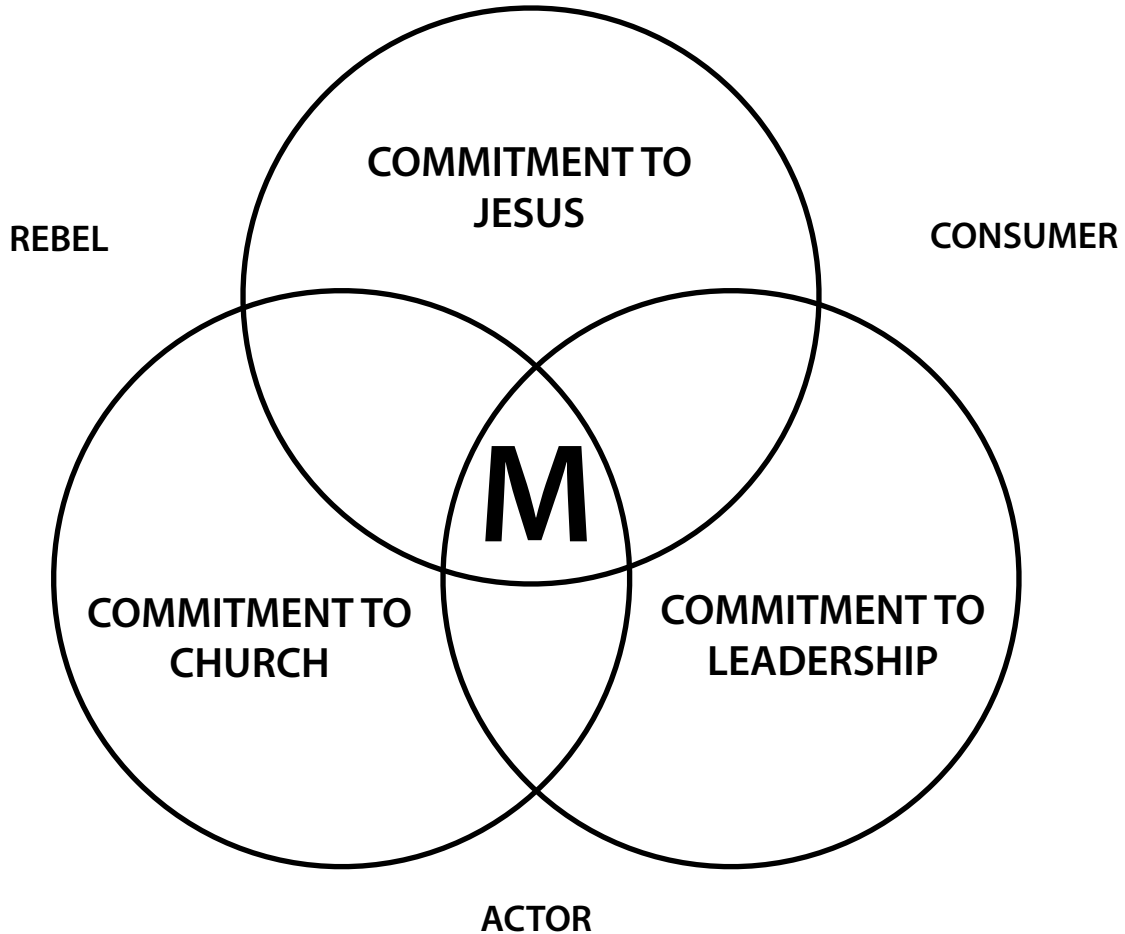 COMMITMENT TO
JESUS
REBEL
CONSUMER
M
COMMITMENT TO
CHURCH
COMMITMENT TO
LEADERSHIP
ACTOR